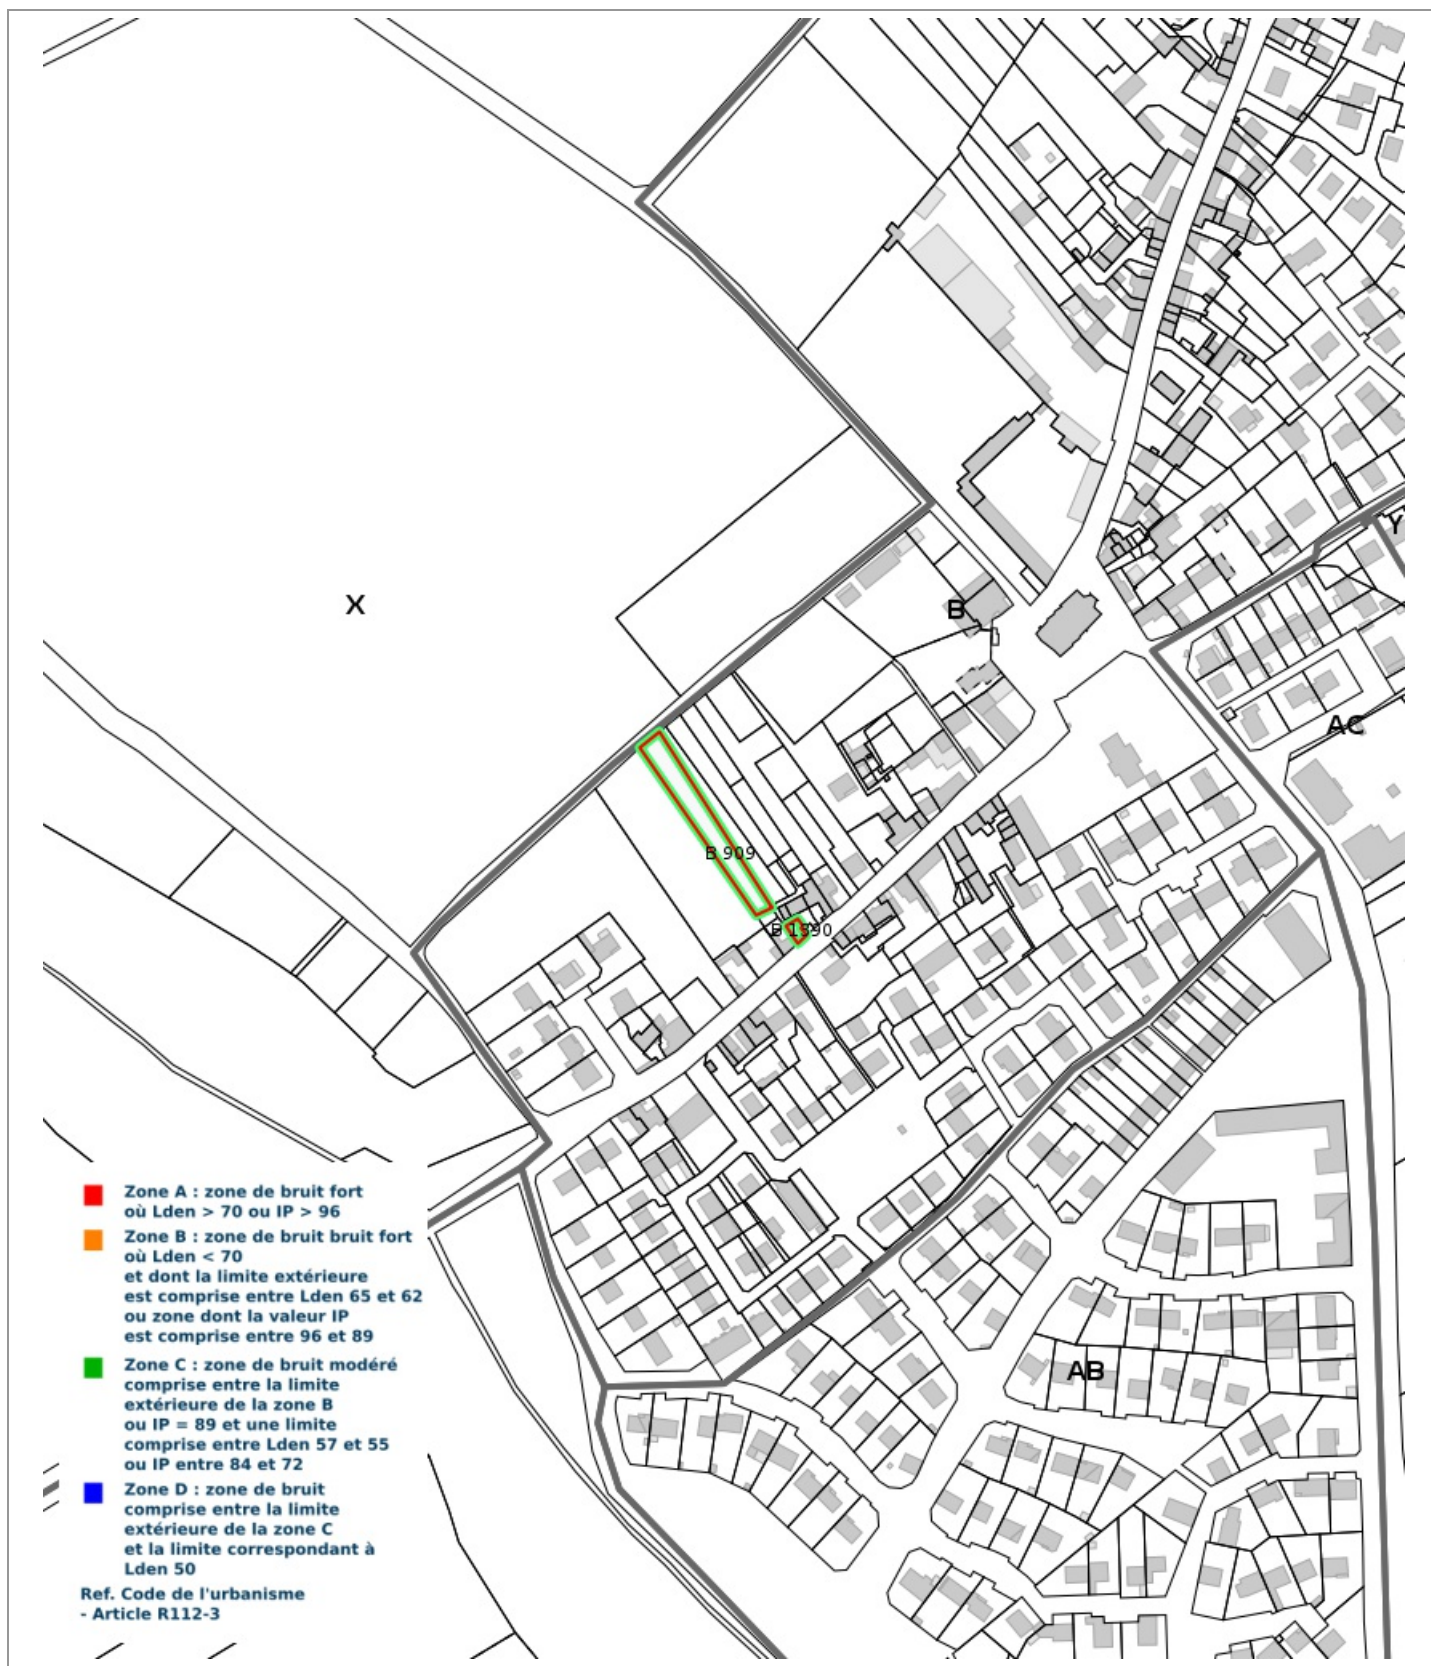 Y
X
B
AC
B 909
B 1390
Zone A : zone de bruit fort
où Lden > 70 ou IP > 96
Zone B : zone de bruit bruit fort
où Lden < 70
et dont la limite extérieure
est comprise entre Lden 65 et 62
ou zone dont la valeur IP
est comprise entre 96 et 89
Zone C : zone de bruit modéré
comprise entre la limite
extérieure de la zone B
ou IP = 89 et une limite
comprise entre Lden 57 et 55
ou IP entre 84 et 72
AB
Zone D : zone de bruit
comprise entre la limite
extérieure de la zone C
et la limite correspondant à
Lden 50
Ref. Code de l'urbanisme
- Article R112-3